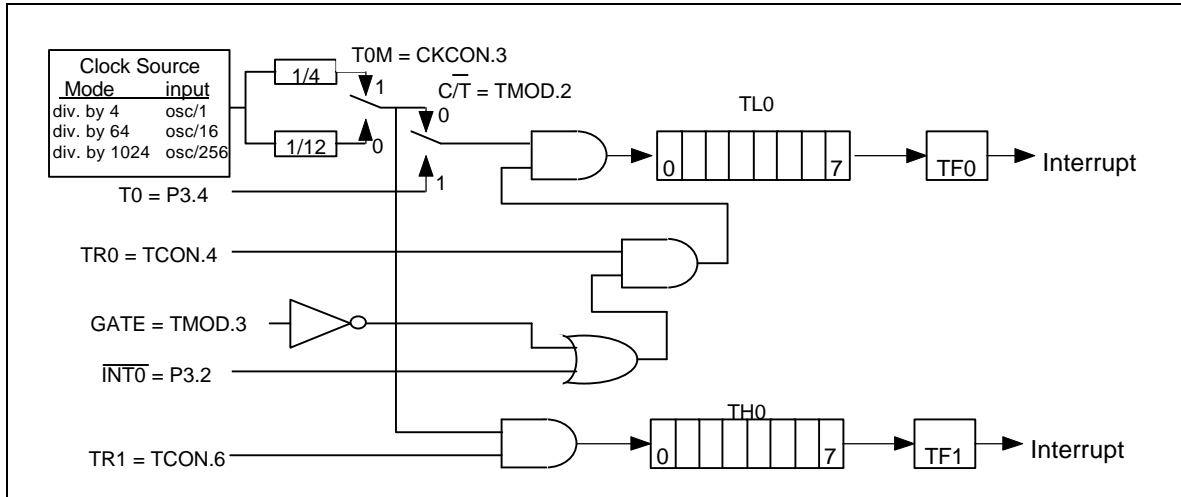 Clock Source
Mode input
div. by 4 osc/1
div. by 64 osc/16
div. by 1024 osc/256
1/4
1/12
T0M = CKCON.3
1
0
C/T = TMOD.2
0
1
T0 = P3.4
TL0
0 7
TF0
Interrupt
TR0 = TCON.4
GATE = TMOD.3
INT0 = P3.2
TR1 = TCON.6
TH0
0 7
TF1
Interrupt